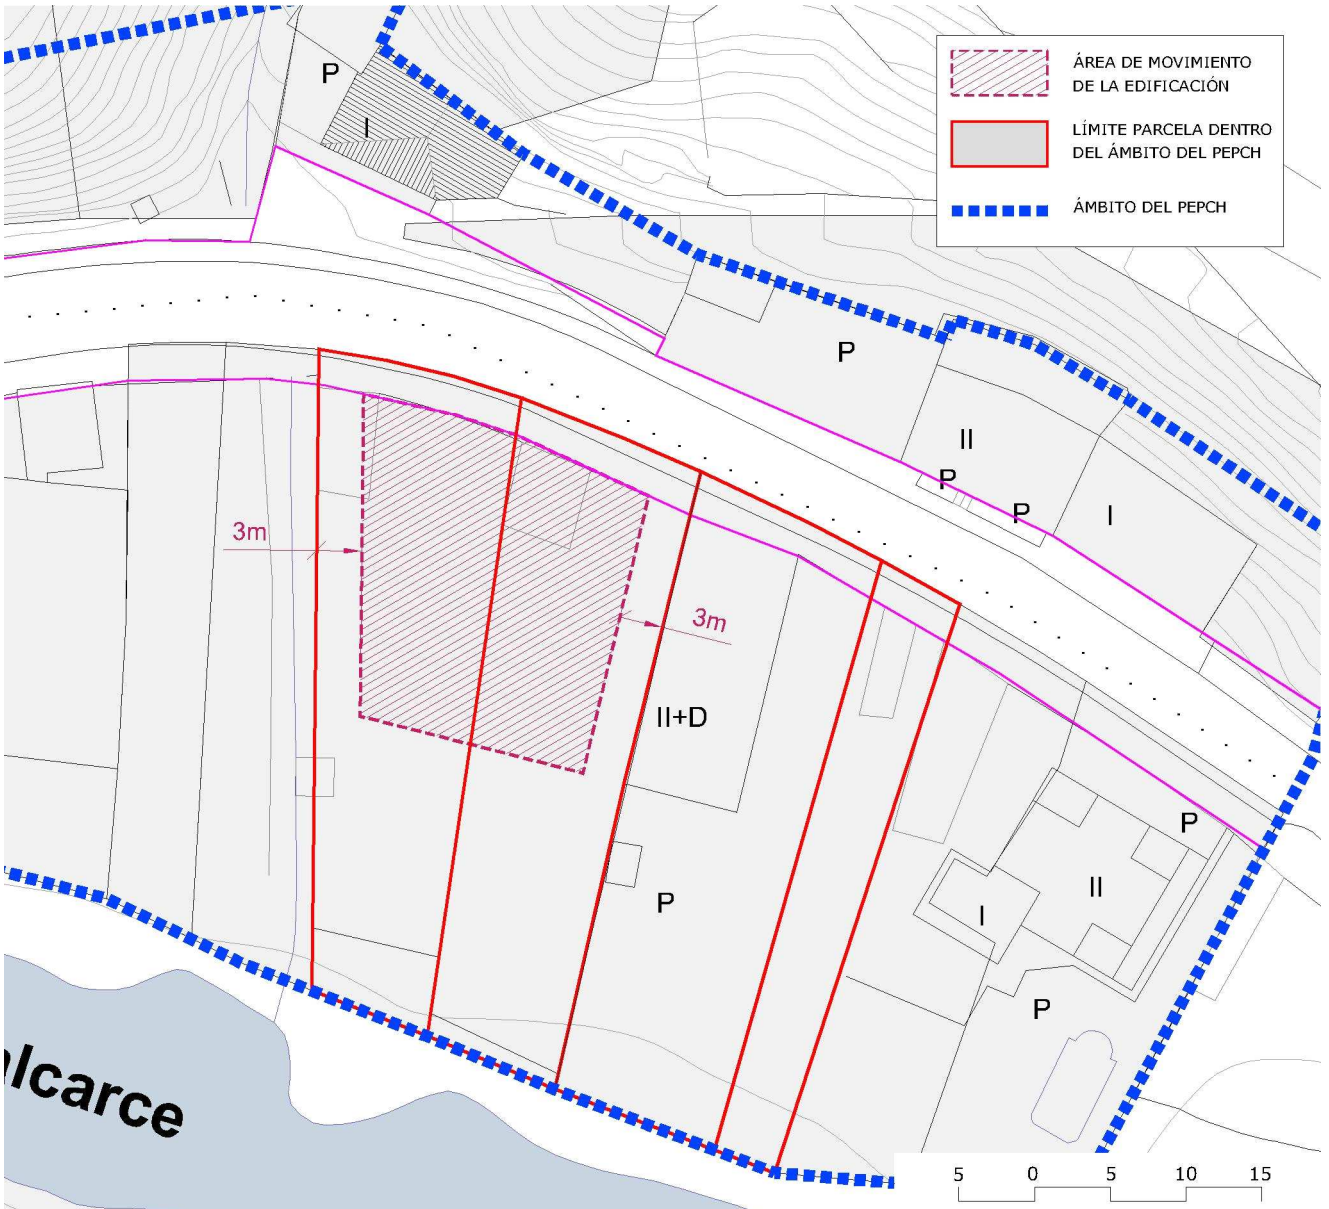 ÁREA DE MOVIMIENTO
DE LA EDIFICACIÓN
LÍMITE PARCELA DENTRO
DEL ÁMBITO DEL PEPCH
ÁMBITO DEL PEPCH
P
I
P
II
P
P
I
3m
3m
II+D
P
P
II
I
P
alcarce
5 0 5 10 15